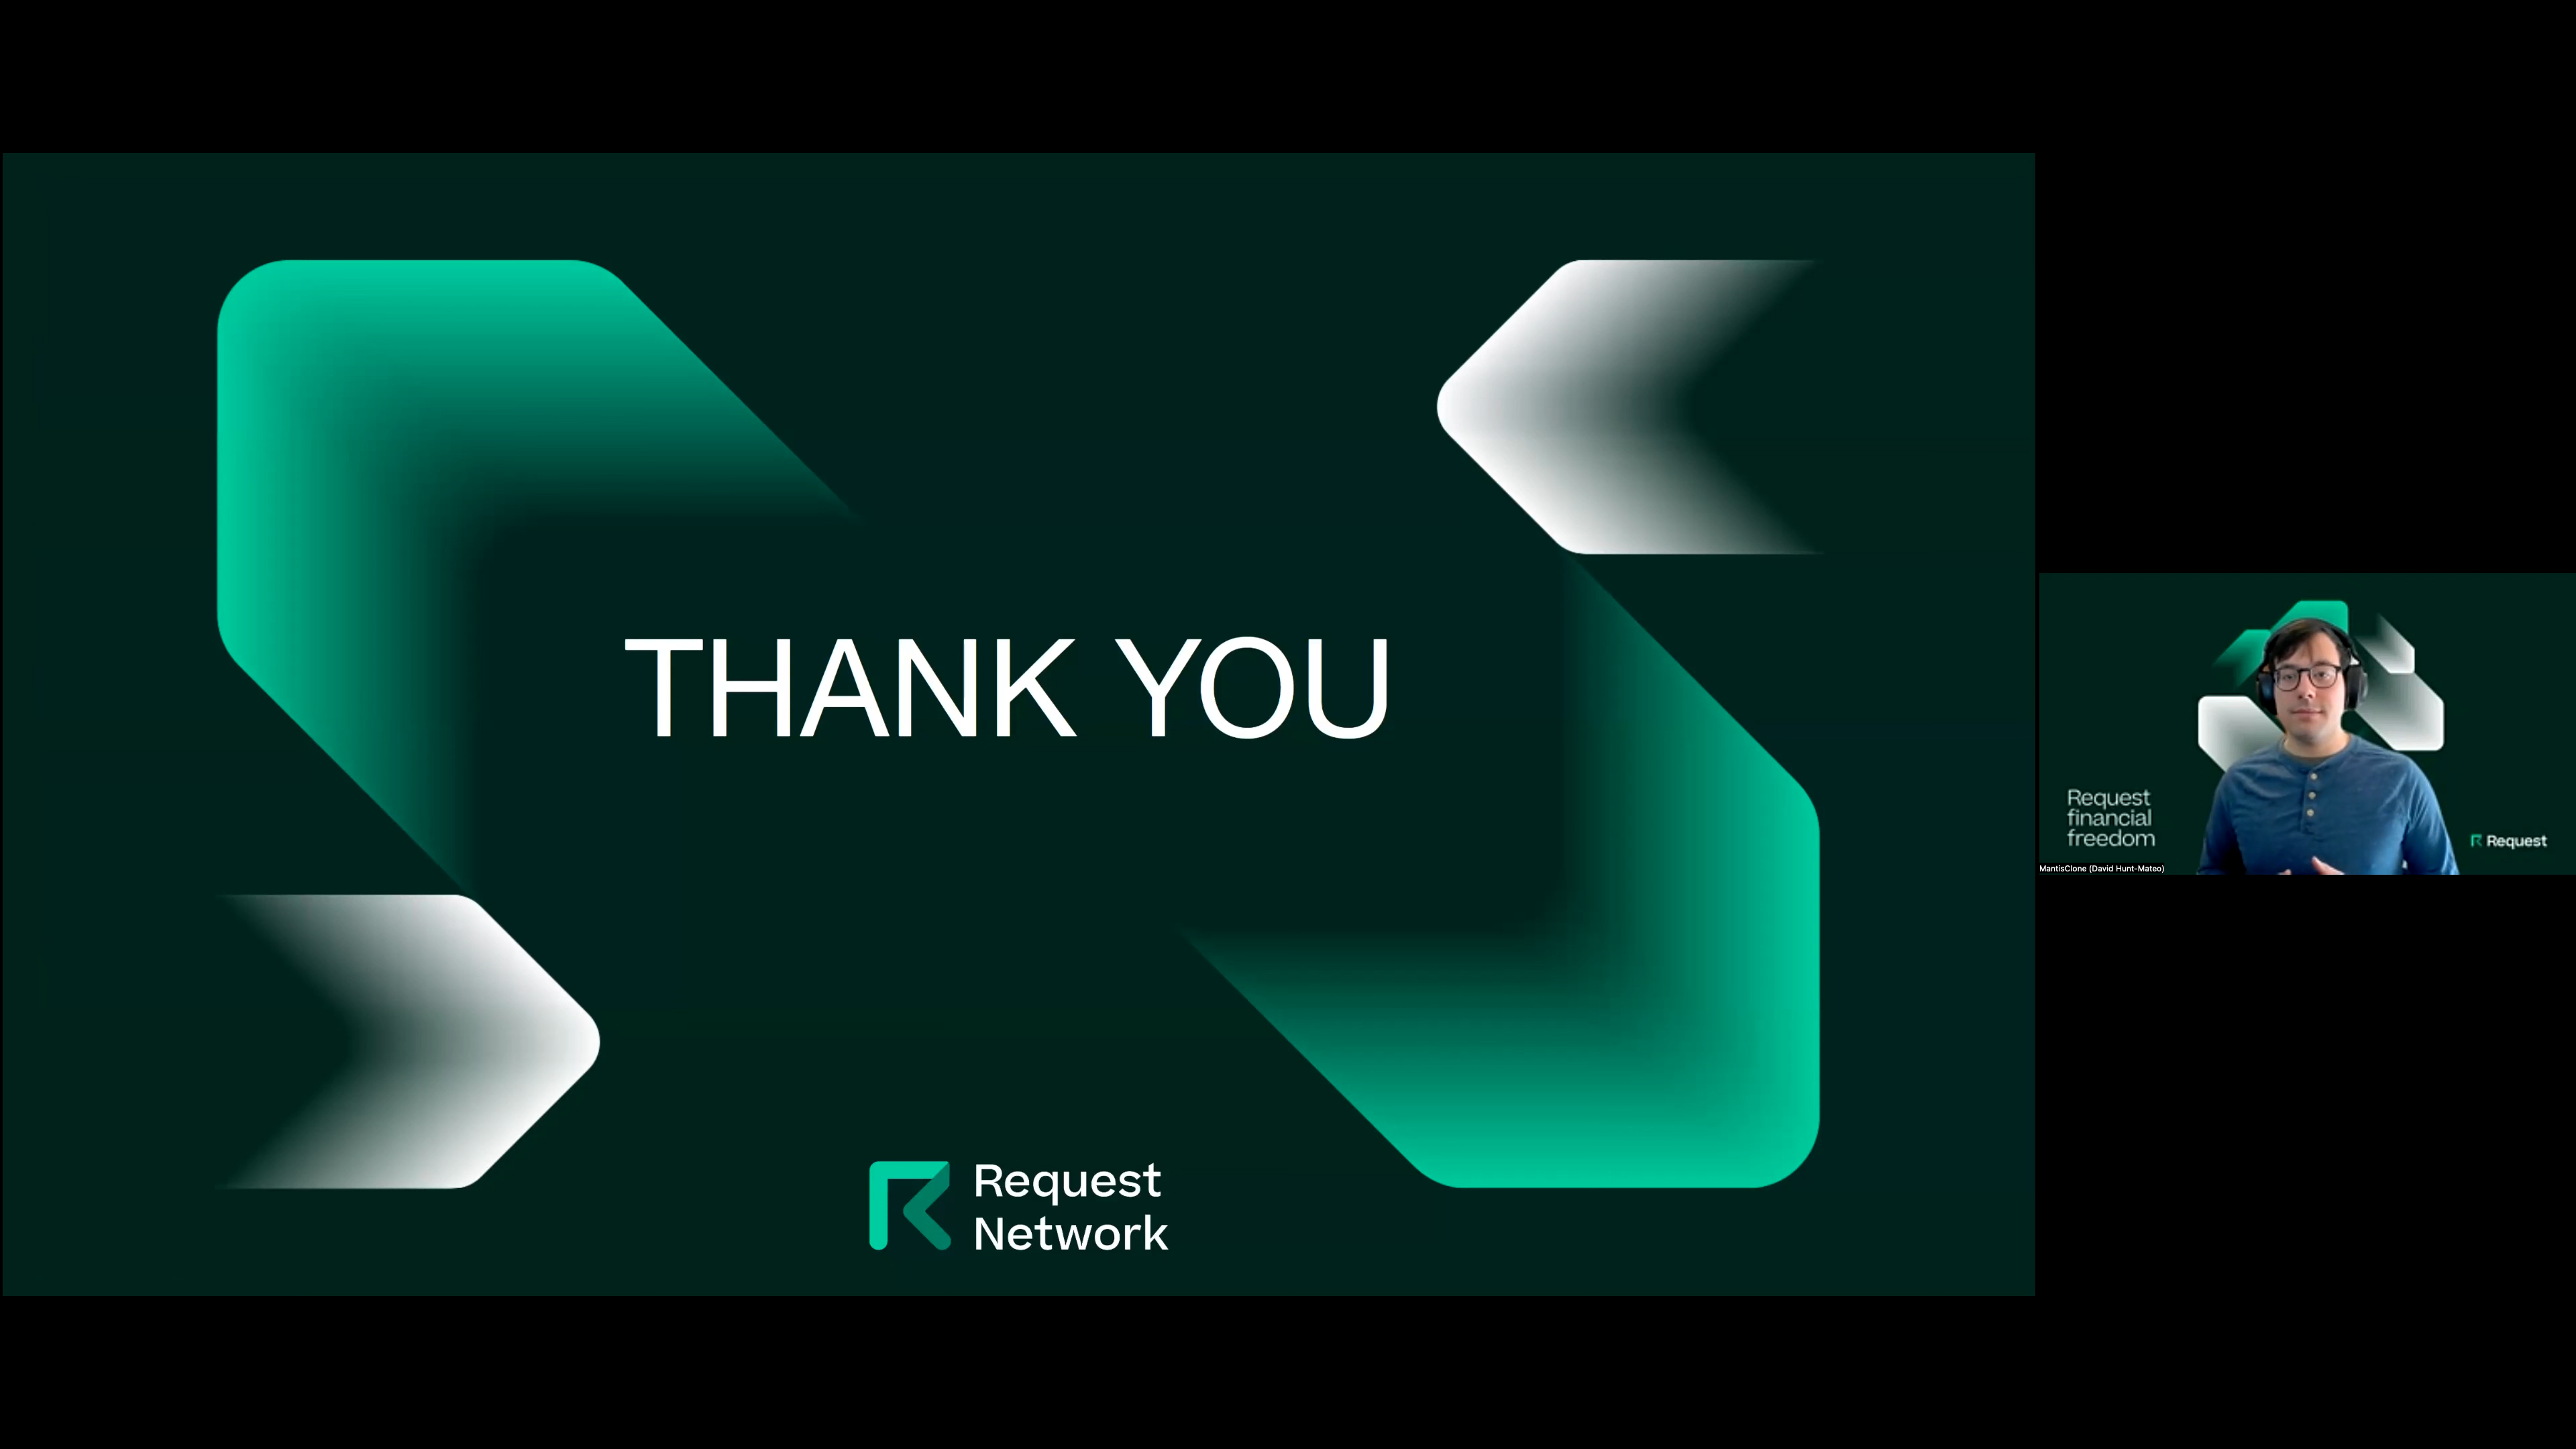 THANK YOU
Request
Network
Request
financial
freedom
Request
MantisClone (David Hunt-Mateo)